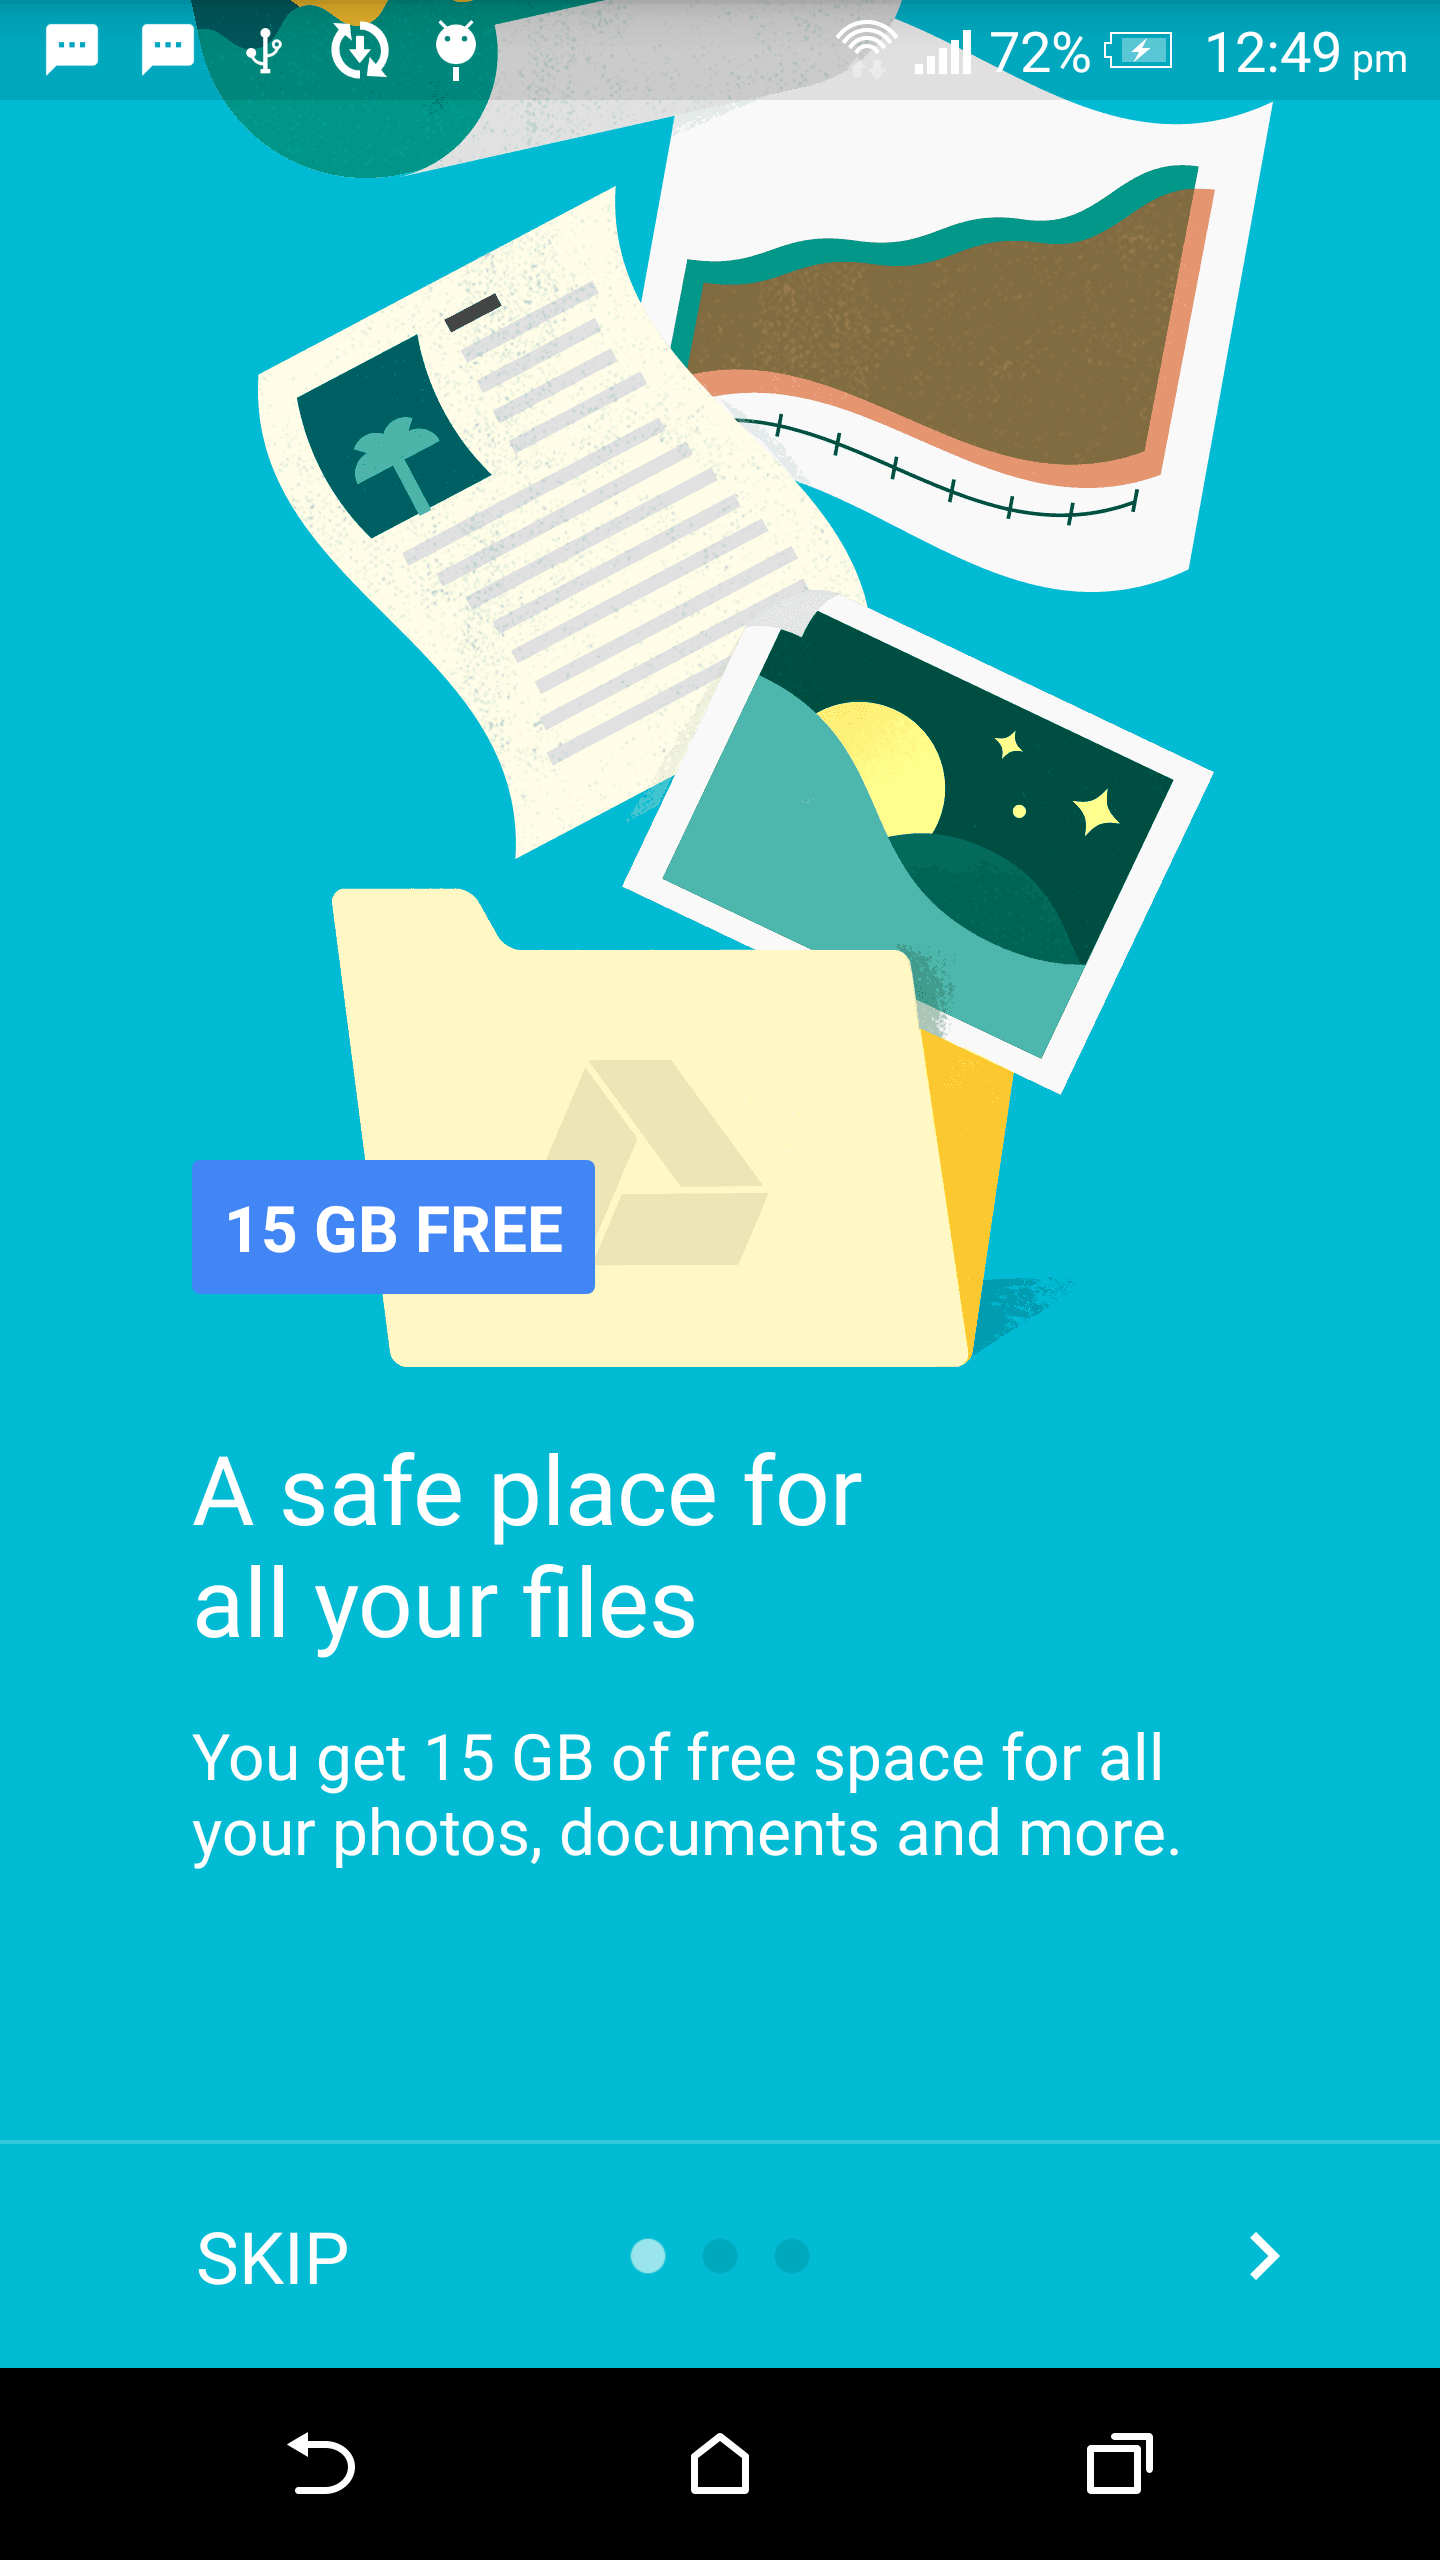 72% 12:49 pm
15 GB FREE
A safe place for
all your files
You get 15 GB of free space for all
your photos, documents and more.
SKIP